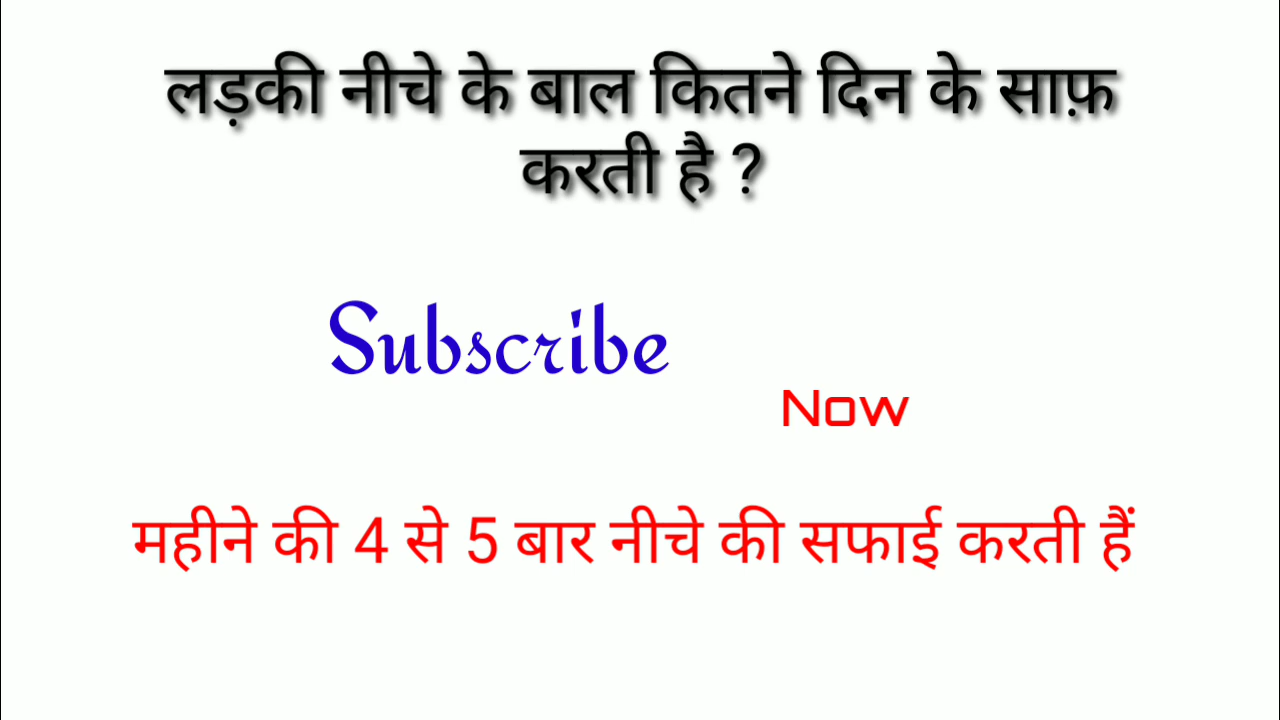 लड़की नीचे के बाल कितने दिन के साफ़
करती है ?
Subscribe
Now
महीने की 4 से 5 बार नीचे की सफाई करती हैं